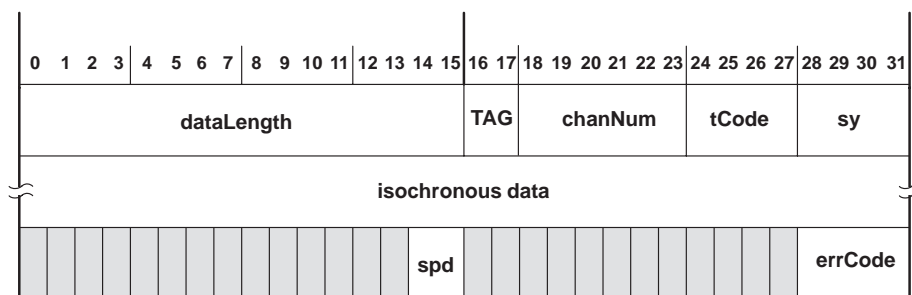 0 1 2 3 4 5 6 7 8 9 10 11 12 13 14 15 16 17 18 19 20 21 22 23 24 25 26 27 28 29 30 31
dataLength TAG chanNum tCode sy
isochronous data
spd errCode